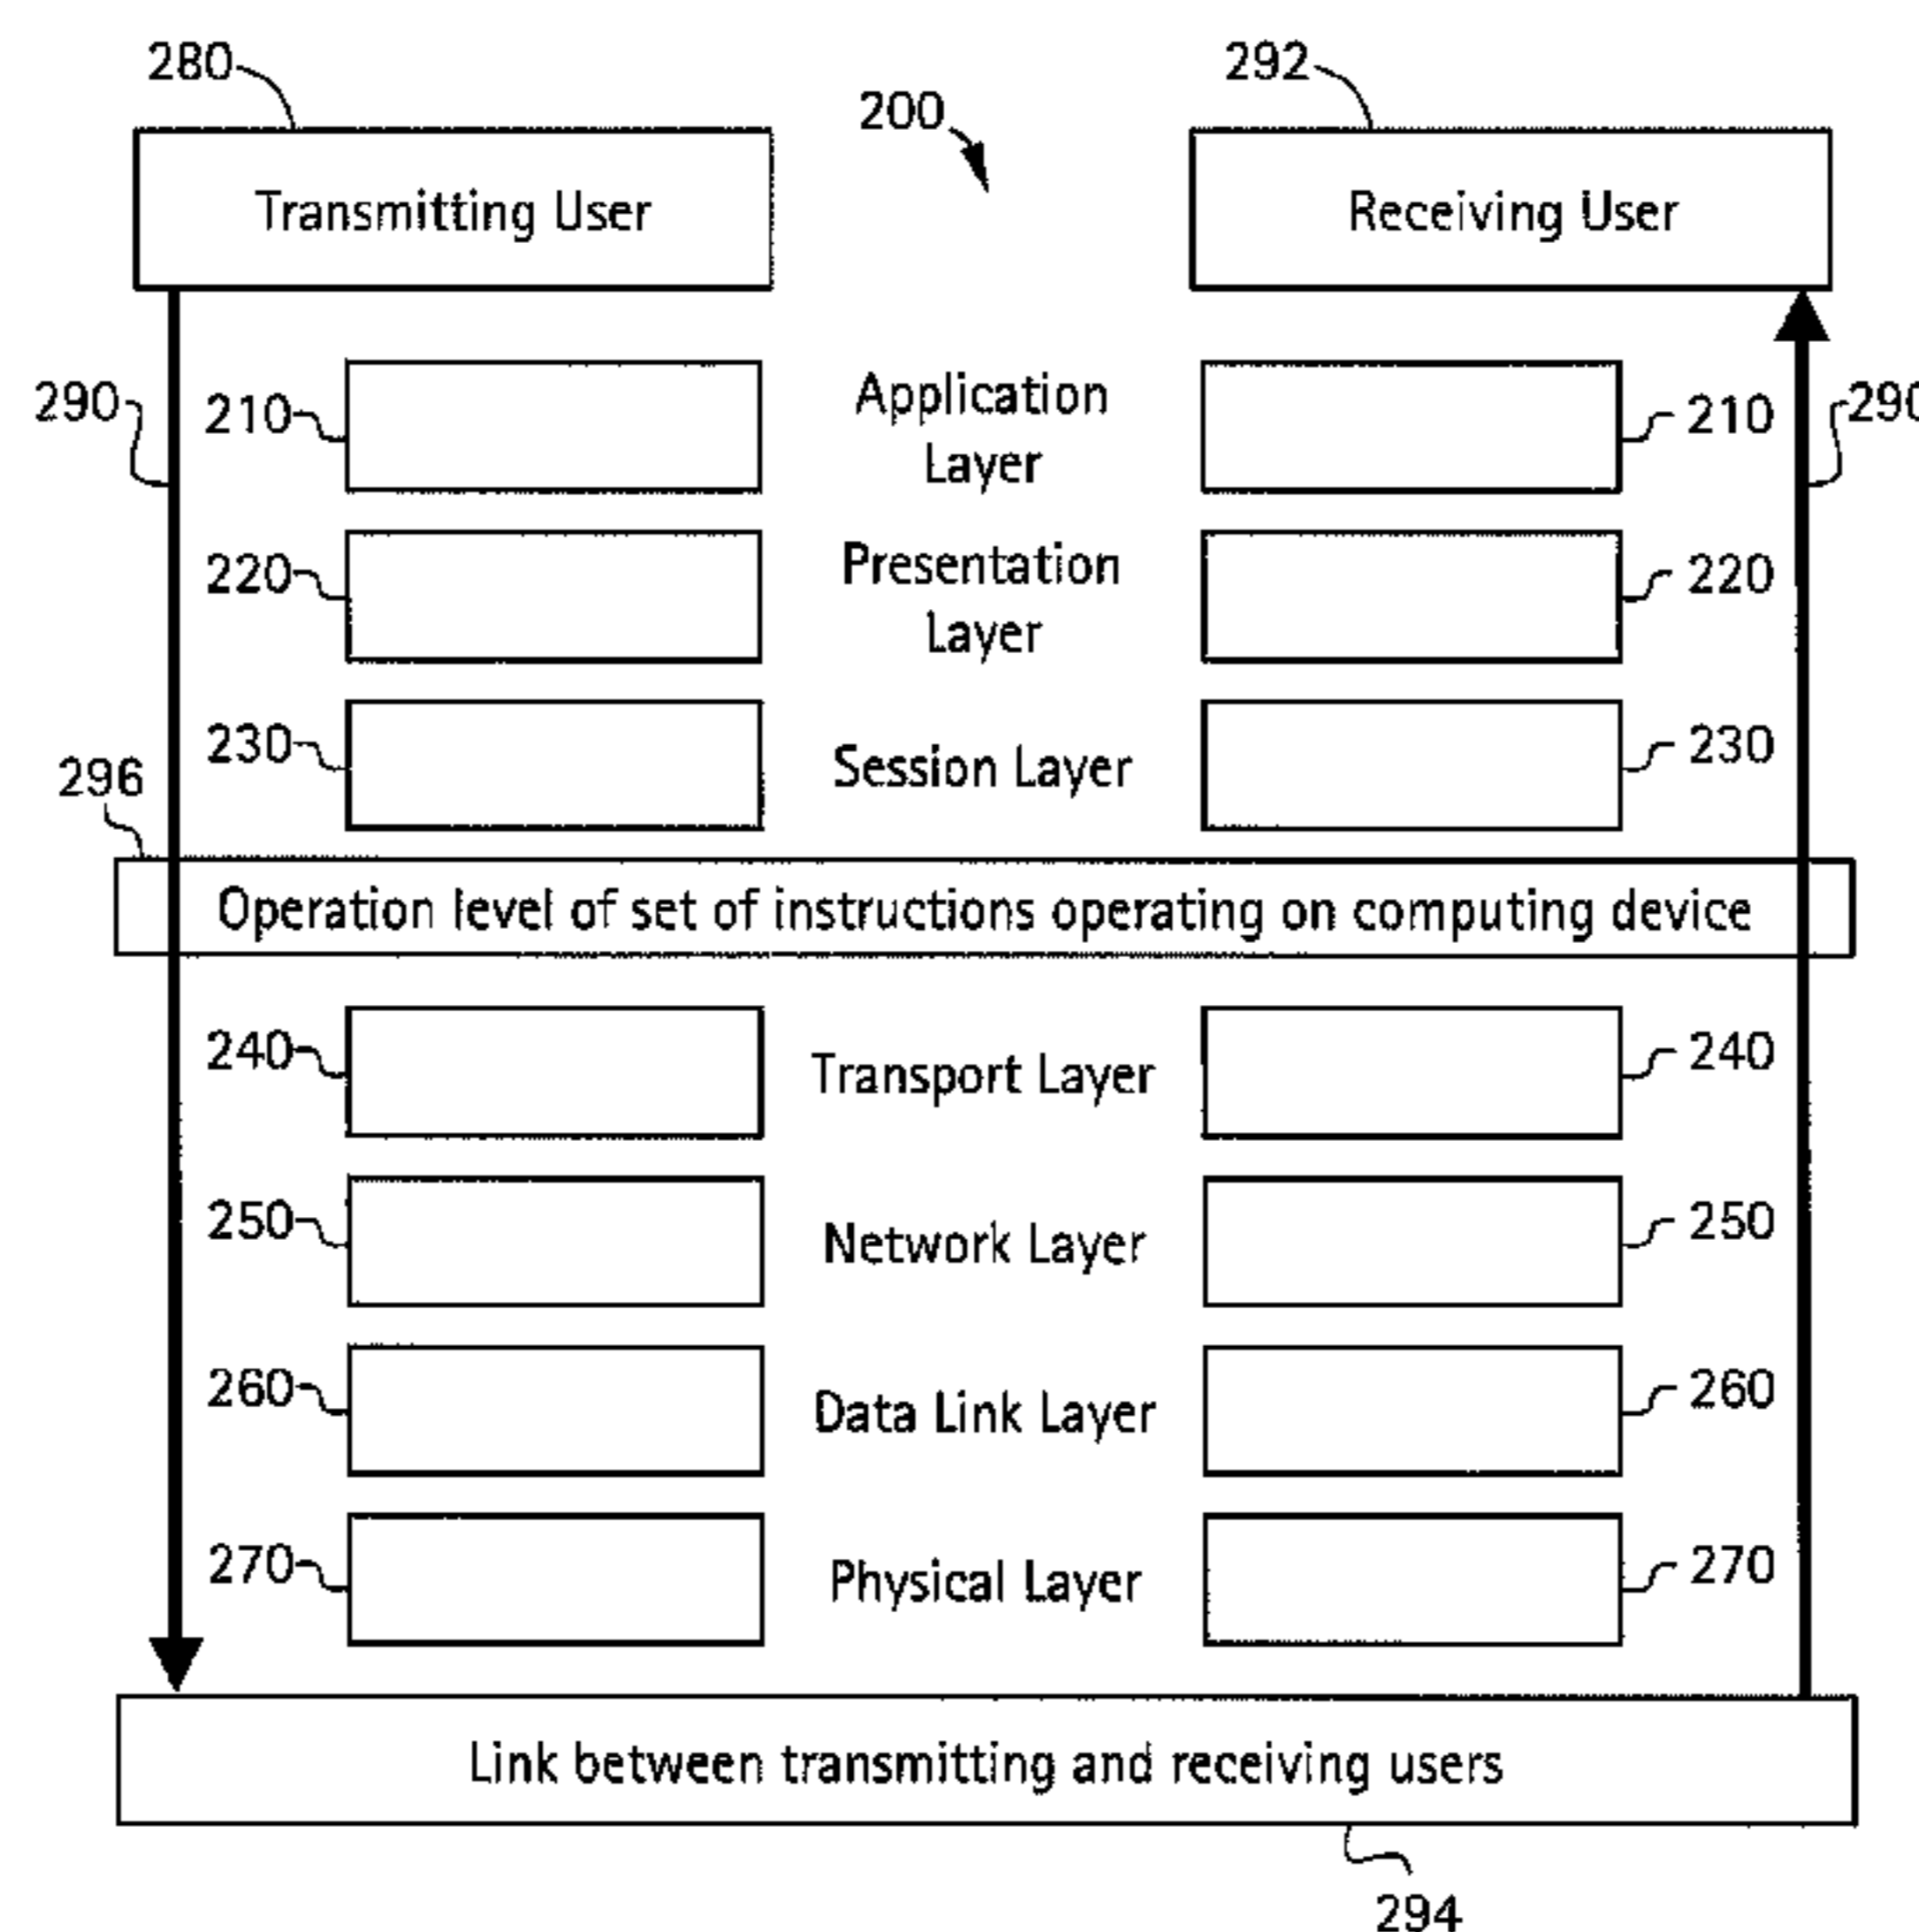 280
292
200
Transmitting User
Receiving User
290
210
Application
Layer
210
290
220
Presentation
Layer
220
230
Session Layer
230
296
Operation level of set of instructions operating on computing device
240
Transport Layer
240
250
Network Layer
250
260
Data Link Layer
260
270
Physical Layer
270
Link between transmitting and receiving users
294